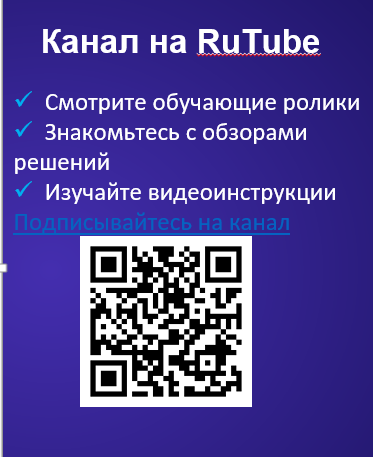 Канал на RuTube
Смотрите обучающие ролики
Знакомьтесь с обзорами
решений
Изучайте видеоинструкции
Подписывайтесь на канал